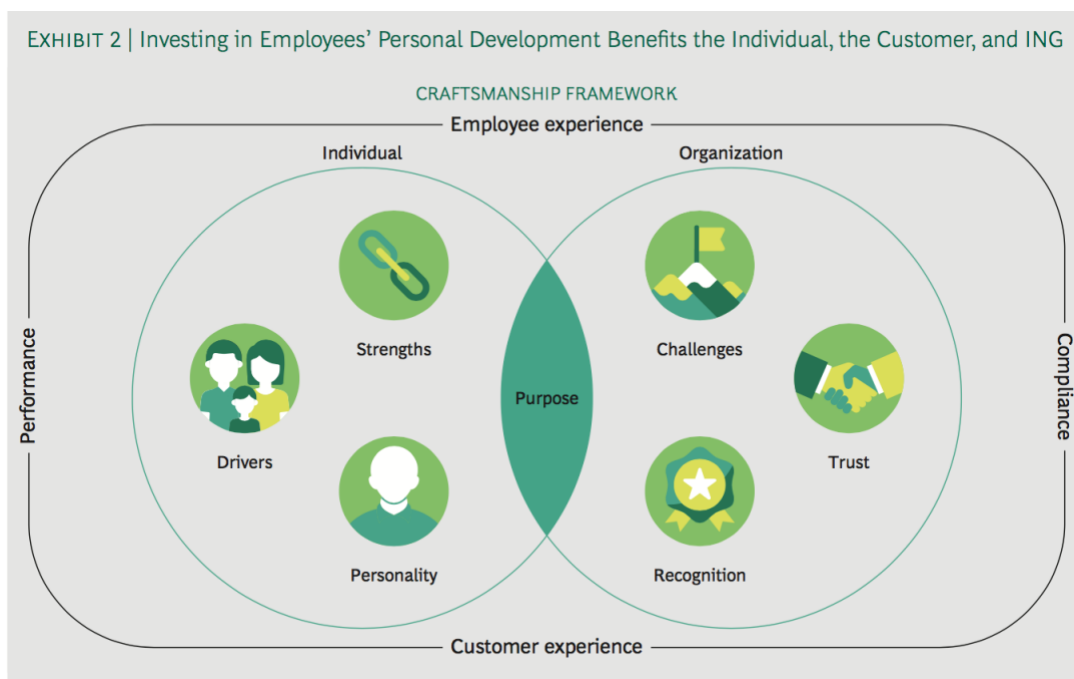 EXHIBIT 2 | Investing in Employees’ Personal Development Benefits the Individual, the Customer, and ING
CRAFTSMANSHIP FRAMEWORK
Employee experience
Individual
Organization
Strengths
Challenges
Performance
Purpose
Compliance
Drivers
Trust
Personality
Recognition
Customer experience